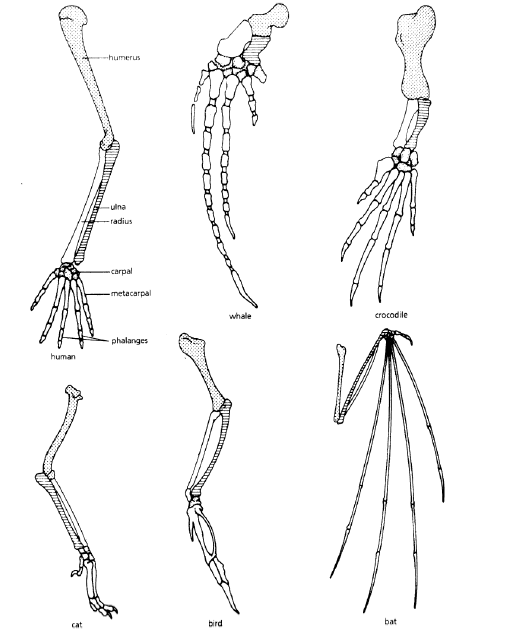 humerus
ulna
radius
carpal
metacarpal
phalanges
human
whale
crocodile
cat
bird
bat